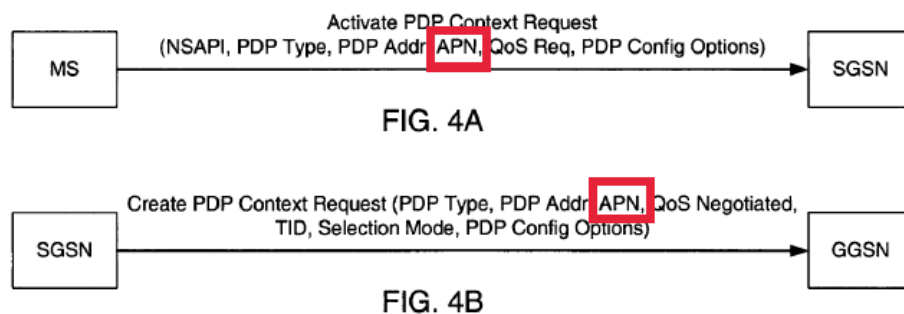 Activate PDP Context Request
(NSAPI, PDP Type, PDP Addr, APN, QoS Req, PDP Config Options)
MS
SGSN
FIG. 4A
Create PDP Context Request (PDP Type, PDP Addr, APN, QoS Negotiated,
TID, Selection Mode, PDP Config Options)
SGSN
GGSN
FIG. 4B